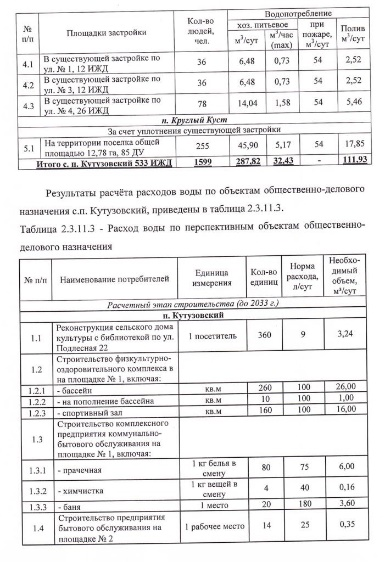 № п/п Площадки застройки Кол-во людей, чел. Водопотребление
хоз. питьевое при пожаре, м³/сут Полив м³/сут
м³/сут м³/час (max)
4.1 В существующей застройке по ул. № 1, 12 ИЖД 36 6,48 0,73 54 2,52
4.2 В существующей застройке по ул. № 3, 12 ИЖД 36 6,48 0,73 54 2,52
4.3 В существующей застройке по ул. № 4, 26 ИЖД 78 14,04 1,58 54 5,46
п. Круглый Куст
За счет уплотнения существующей застройки
5.1 На территории поселка общей площадью 12,78 га, 85 ДУ 255 45,90 5,17 54 17,85
Итого с. п. Кутузовский 533 ИЖД 1599 287,82 32,43 - 111,93
Результаты расчёта расходов воды по объектам общественно-делового
назначения с.п. Кутузовский, приведены в таблица 2.3.11.3.
Таблица 2.3.11.3 - Расход воды по перспективным объектам общественно-
делового назначения
№ п/п Наименование потребителей Единица измерения Кол-во единиц Норма расхода, л/сут Необхо-димый объем, м³/сут
Расчетный этап строительства (до 2033 г.)
п. Кутузовский
1.1 Реконструкция сельского дома культуры с библиотекой по ул. Подлесная 22 1 посетитель 360 9 3,24
1.2 Строительство физкультурно-оздоровительного комплекса в на площадке № 1, включая:
1.2.1 - бассейн кв.м 260 100 26,00
1.2.2 - на пополнение бассейна кв.м 10 100 1,00
1.2.3 - спортивный зал кв.м 160 100 16,00
1.3 Строительство комплексного предприятия коммунально-бытового обслуживания на площадке № 1, включая:
1.3.1 - прачечная 1 кг белья в смену 80 75 6,00
1.3.2 - химчистка 1 кг вещей в смену 4 40 0,16
1.3.3 - баня 1 место 20 180 3,60
1.4 Строительство предприятия бытового обслуживания на площадке № 2 1 рабочее место 14 25 0,35